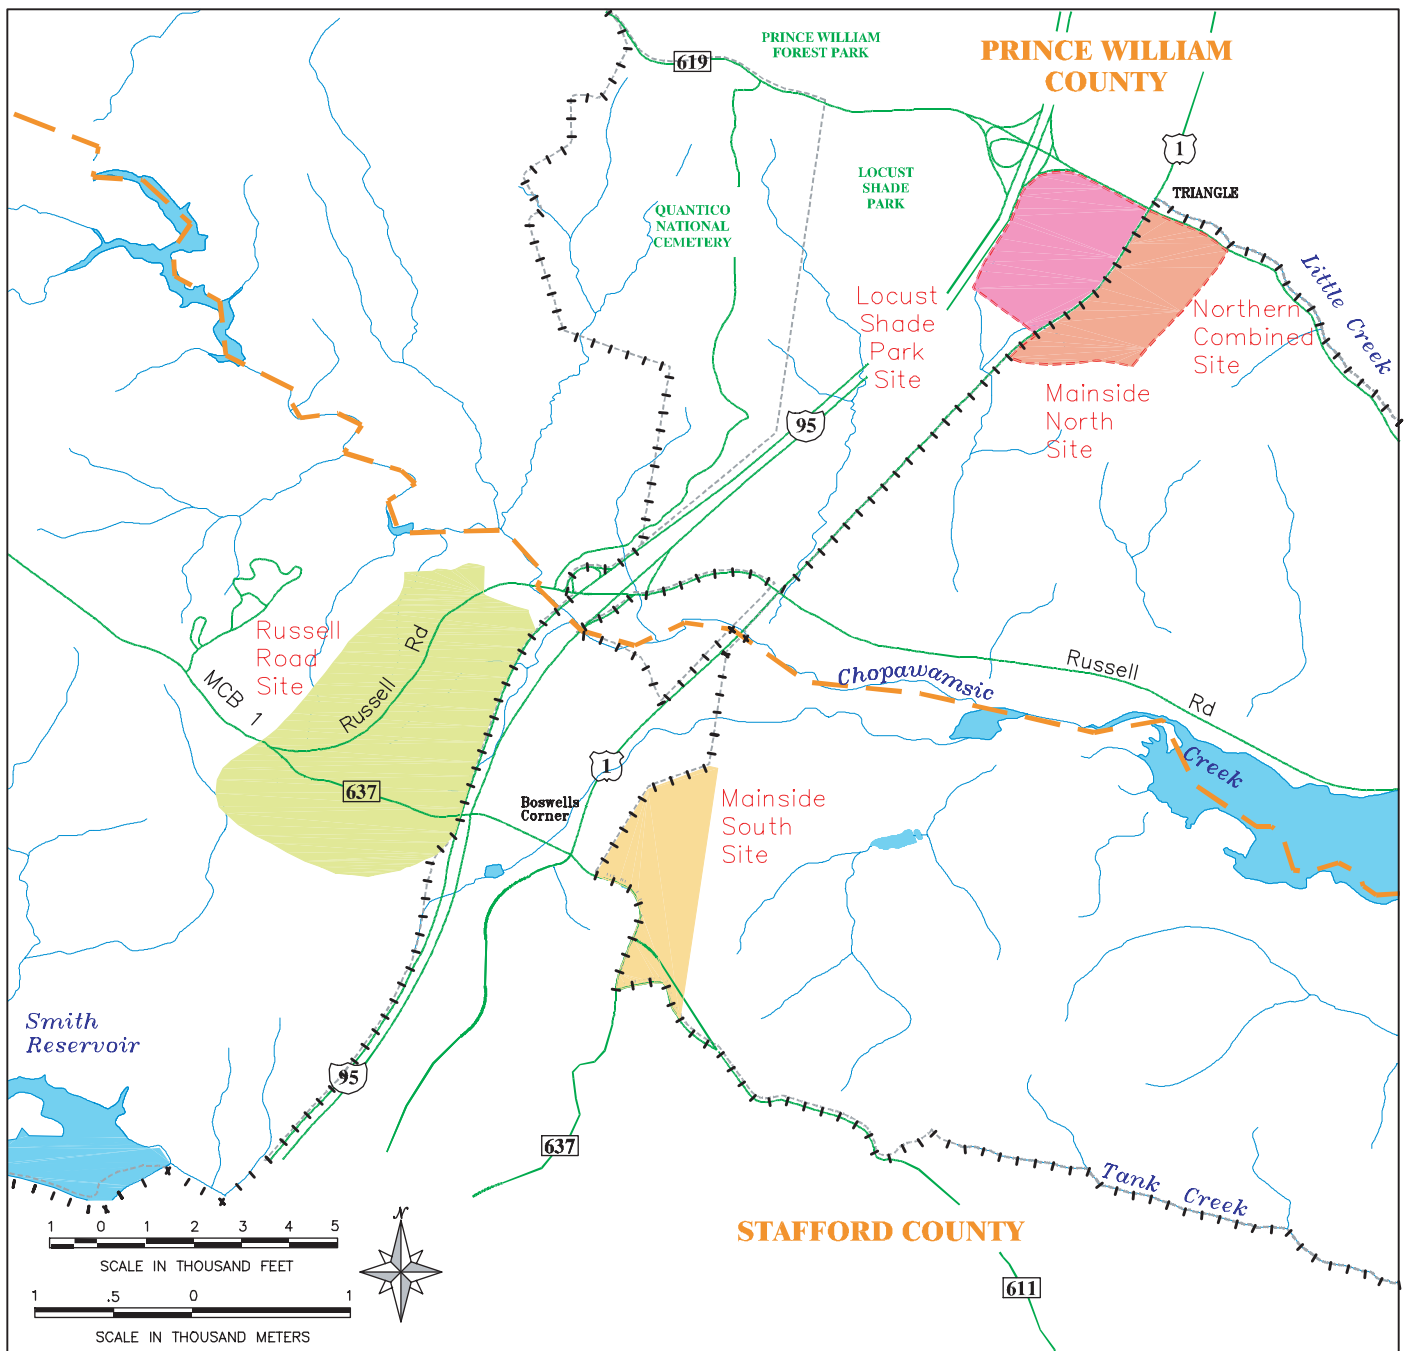 PRINCE WILLIAM
FOREST PARK
619
PRINCE WILLIAM
COUNTY
1
TRIANGLE
LOCUST
SHADE
PARK
QUANTICO
NATIONAL
CEMETERY
Little Creek
Locust
Shade
Park
Site
Northern
Combined
Site
Mainside
North
Site
95
Russell
Road
Site
Russell Rd
MCB 1
Russell Rd
Chopawamsic
Creek
637
1
Boswells
Corner
Mainside
South
Site
Smith
Reservoir
95
637
Tank Creek
STAFFORD COUNTY
611
N
1 0 1 2 3 4 5
SCALE IN THOUSAND FEET
1 .5 0 1
SCALE IN THOUSAND METERS